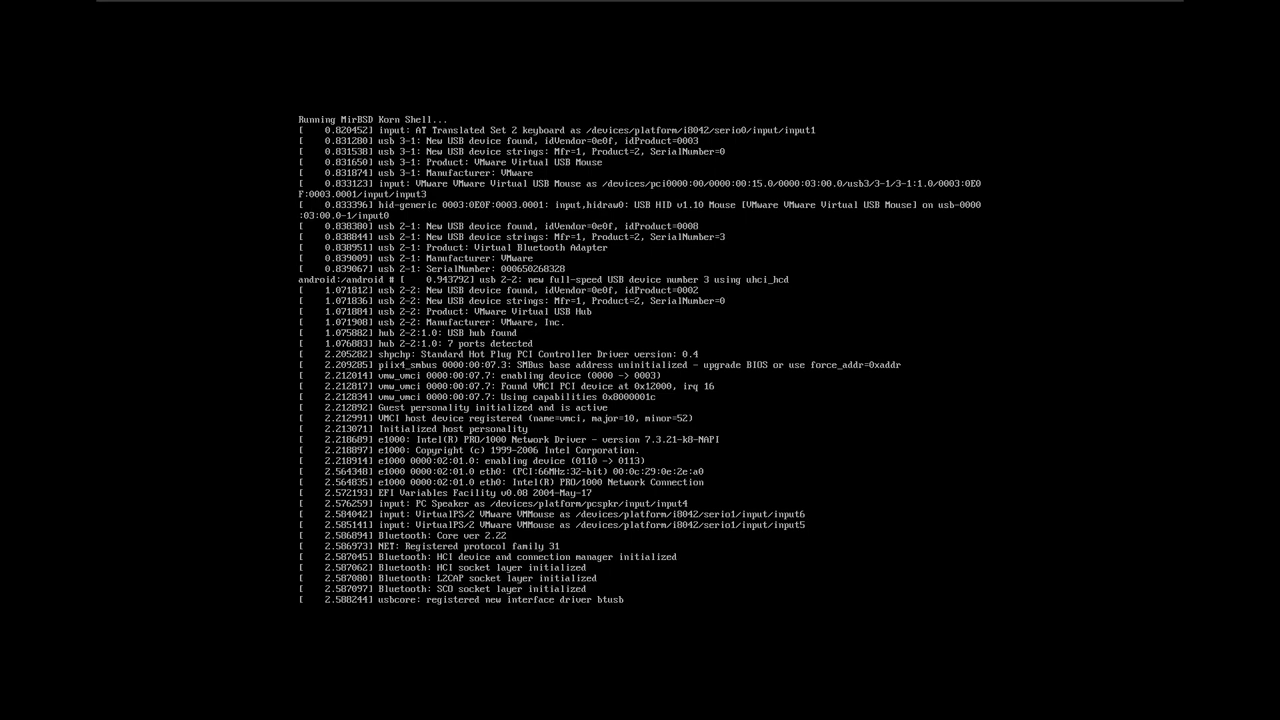 Running MirBSD Korn Shell...
[    0.820452] input: AT Translated Set 2 keyboard as /devices/platform/i8042/serio0/input/input1
[    0.831280] usb 3-1: New USB device found, idVendor=0e0f, idProduct=0003
[    0.831538] usb 3-1: New USB device strings: Mfr=1, Product=2, SerialNumber=0
[    0.831650] usb 3-1: Product: VMware Virtual USB Mouse
[    0.831874] usb 3-1: Manufacturer: VMware
[    0.833123] input: VMware VMware Virtual USB Mouse as /devices/pci0000:00/0000:00:15.0/0000:03:00.0/usb3/3-1/3-1:1.0/0003:0E0
F:0003.0001/input/input3
[    0.833396] hid-generic 0003:0E0F:0003.0001: input,hidraw0: USB HID v1.10 Mouse [VMware VMware Virtual USB Mouse] on usb-0000
:03:00.0-1/input0
[    0.838380] usb 2-1: New USB device found, idVendor=0e0f, idProduct=0008
[    0.838844] usb 2-1: New USB device strings: Mfr=1, Product=2, SerialNumber=3
[    0.838951] usb 2-1: Product: Virtual Bluetooth Adapter
[    0.839009] usb 2-1: Manufacturer: VMware
[    0.839067] usb 2-1: SerialNumber: 000650268328
android:/android # [    0.943792] usb 2-2: new full-speed USB device number 3 using uhci_hcd
[    1.071812] usb 2-2: New USB device found, idVendor=0e0f, idProduct=0002
[    1.071836] usb 2-2: New USB device strings: Mfr=1, Product=2, SerialNumber=0
[    1.071884] usb 2-2: Product: VMware Virtual USB Hub
[    1.071908] usb 2-2: Manufacturer: VMware, Inc.
[    1.075882] hub 2-2:1.0: USB hub found
[    1.076883] hub 2-2:1.0: 7 ports detected
[    2.205282] shpchp: Standard Hot Plug PCI Controller Driver version: 0.4
[    2.209285] piix4_smbus 0000:00:07.3: SMBus base address uninitialized - upgrade BIOS or use force_addr=0xaddr
[    2.212014] vmw_vmci 0000:00:07.7: enabling device (0000 -> 0003)
[    2.212817] vmw_vmci 0000:00:07.7: Found VMCI PCI device at 0x12000, irq 16
[    2.212834] vmw_vmci 0000:00:07.7: Using capabilities 0x8000001c
[    2.212892] Guest personality initialized and is active
[    2.212991] VMCI host device registered (name=vmci, major=10, minor=52)
[    2.213071] Initialized host personality
[    2.218689] e1000: Intel(R) PRO/1000 Network Driver - version 7.3.21-k8-NAPI
[    2.218897] e1000: Copyright (c) 1999-2006 Intel Corporation.
[    2.218914] e1000 0000:02:01.0: enabling device (0110 -> 0113)
[    2.564348] e1000 0000:02:01.0 eth0: (PCI:66MHz:32-bit) 00:0c:29:0e:2e:a0
[    2.564835] e1000 0000:02:01.0 eth0: Intel(R) PRO/1000 Network Connection
[    2.572193] EFI Variables Facility v0.08 2004-May-17
[    2.576259] input: PC Speaker as /devices/platform/pcspkr/input/input4
[    2.584042] input: VirtualPS/2 VMware VMMouse as /devices/platform/i8042/serio1/input/input6
[    2.585141] input: VirtualPS/2 VMware VMMouse as /devices/platform/i8042/serio1/input/input5
[    2.586894] Bluetooth: Core ver 2.22
[    2.586973] NET: Registered protocol family 31
[    2.587045] Bluetooth: HCI device and connection manager initialized
[    2.587062] Bluetooth: HCI socket layer initialized
[    2.587080] Bluetooth: L2CAP socket layer initialized
[    2.587097] Bluetooth: SCO socket layer initialized
[    2.588244] usbcore: registered new interface driver btusb